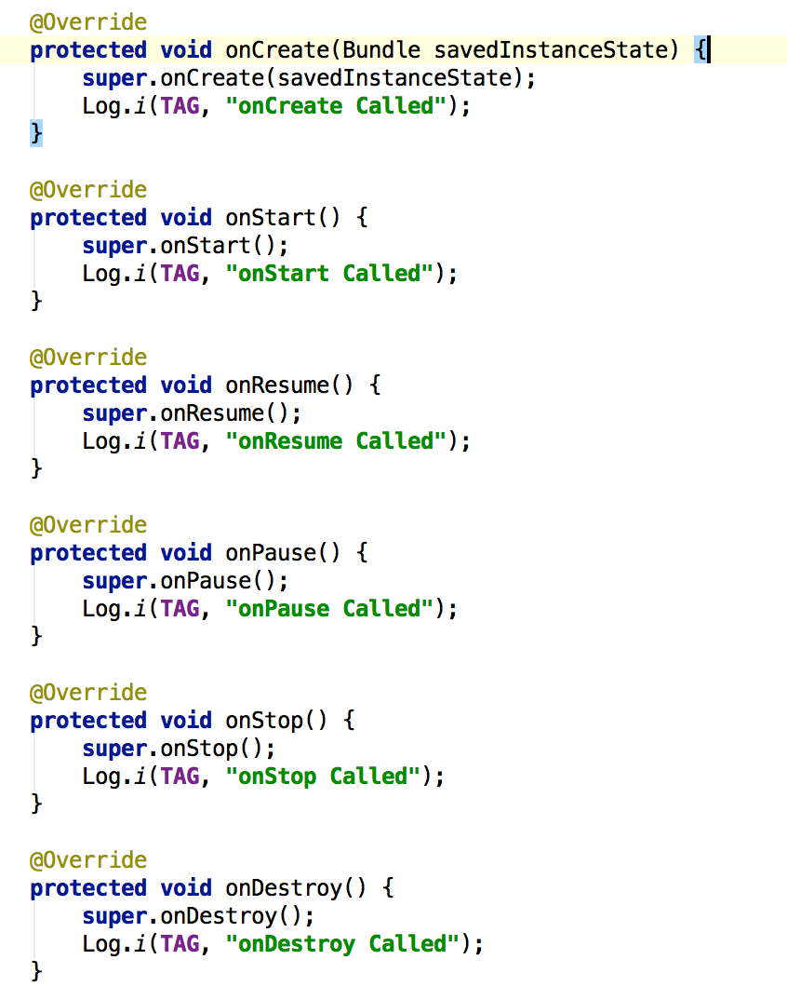 @Override
protected void onCreate(Bundle savedInstanceState) {
    super.onCreate(savedInstanceState);
    Log.i(TAG, "onCreate Called");
}
@Override
protected void onStart() {
    super.onStart();
    Log.i(TAG, "onStart Called");
}
@Override
protected void onResume() {
    super.onResume();
    Log.i(TAG, "onResume Called");
}
@Override
protected void onPause() {
    super.onPause();
    Log.i(TAG, "onPause Called");
}
@Override
protected void onStop() {
    super.onStop();
    Log.i(TAG, "onStop Called");
}
@Override
protected void onDestroy() {
    super.onDestroy();
    Log.i(TAG, "onDestroy Called");
}